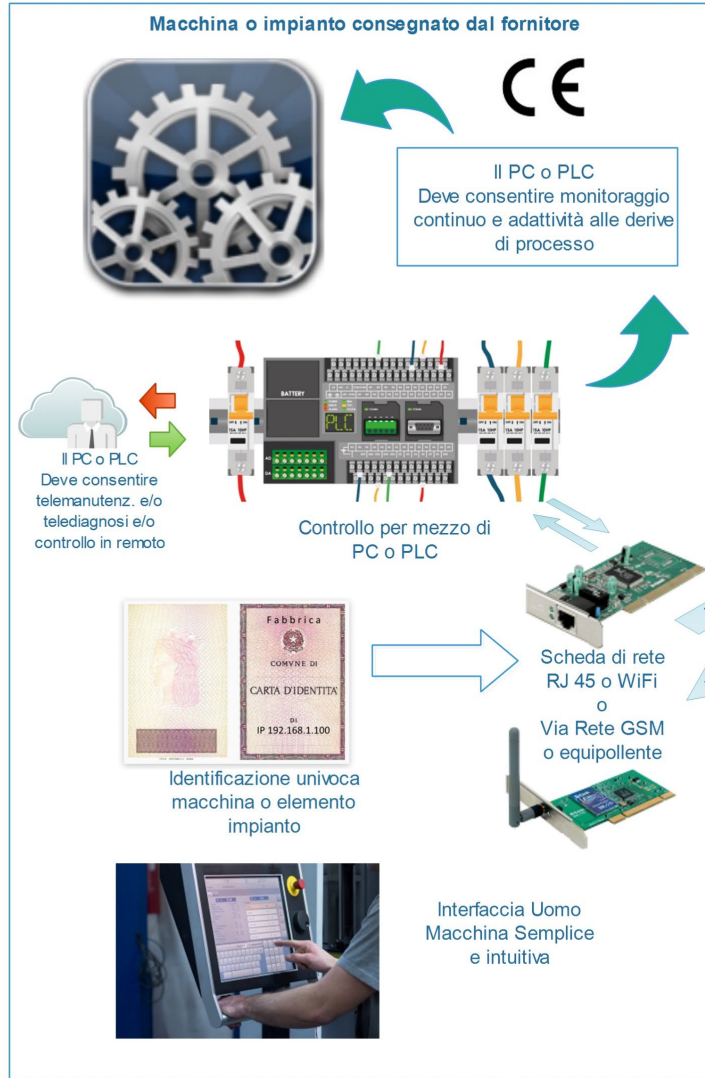 Macchina o impianto consegnato dal fornitore
CE
Il PC o PLC
Deve consentire monitoraggio
continuo e adattività alle derive
di processo
BATTERY
PLC
Il PC o PLC
Deve consentire
telemanutenz. e/o
telediagnosi e/o
controllo in remoto
Controllo per mezzo di
PC o PLC
Fabbrica
COMVNE DI
CARTA D'IDENTITA'
DI
IP 192.168.1.100
Identificazione univoca
macchina o elemento
impianto
Scheda di rete
RJ 45 o WiFi
o
Via Rete GSM
o equipollente
Interfaccia Uomo
Macchina Semplice
e intuitiva